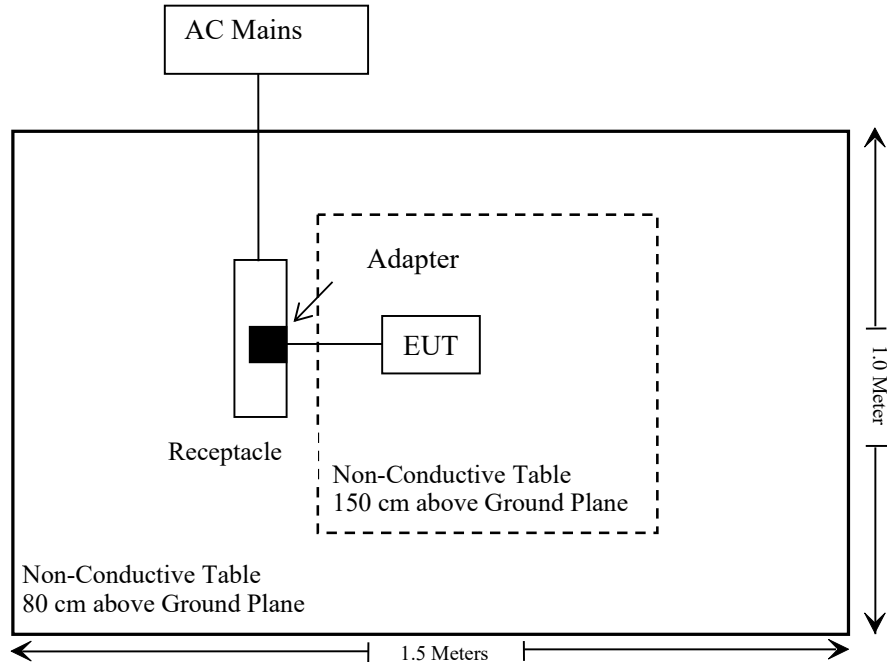 AC Mains
Adapter
EUT
1.0 Meter
Receptacle
Non-Conductive Table
150 cm above Ground Plane
Non-Conductive Table
80 cm above Ground Plane
1.5 Meters